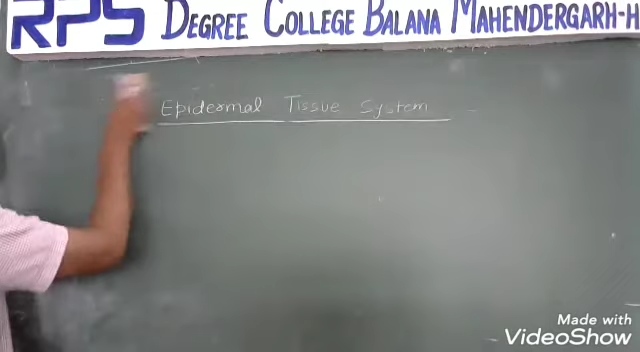 RPS DEGREE COLLEGE BALANA MAHENDERGARH-H
Epidermal Tissue System
Made with
VideoShow